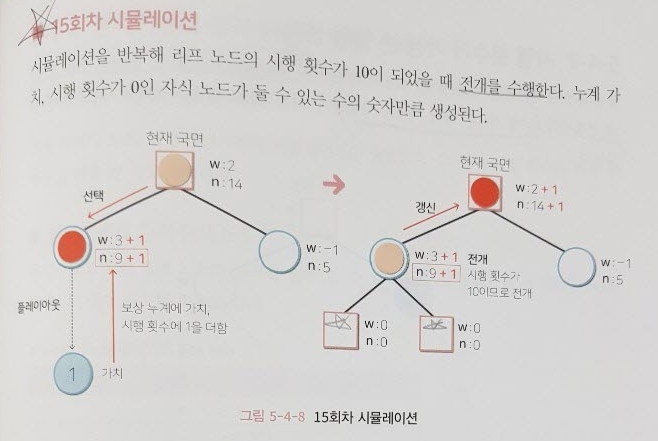 15회차 시뮬레이션
시뮬레이션을 반복해 리프 노드의 시행 횟수가 10이 되었을 때 전개를 수행한다. 누계 가
치, 시행 횟수가 0인 자식 노드가 둘 수 있는 수의 숫자만큼 생성된다.
현재 국면
w:2
n:14
선택
w:3+1
n:9+1
w:-1
n:5
플레이아웃
보상 누계에 가치,
시행 횟수에 1을 더함
1
가치
현재 국면
w:2+1
n:14+1
갱신
w:3+1
n:9+1
전개
시행 횟수가
10이므로 전개
w:-1
n:5
w:0
n:0
w:0
n:0
그림 5-4-8 15회차 시뮬레이션